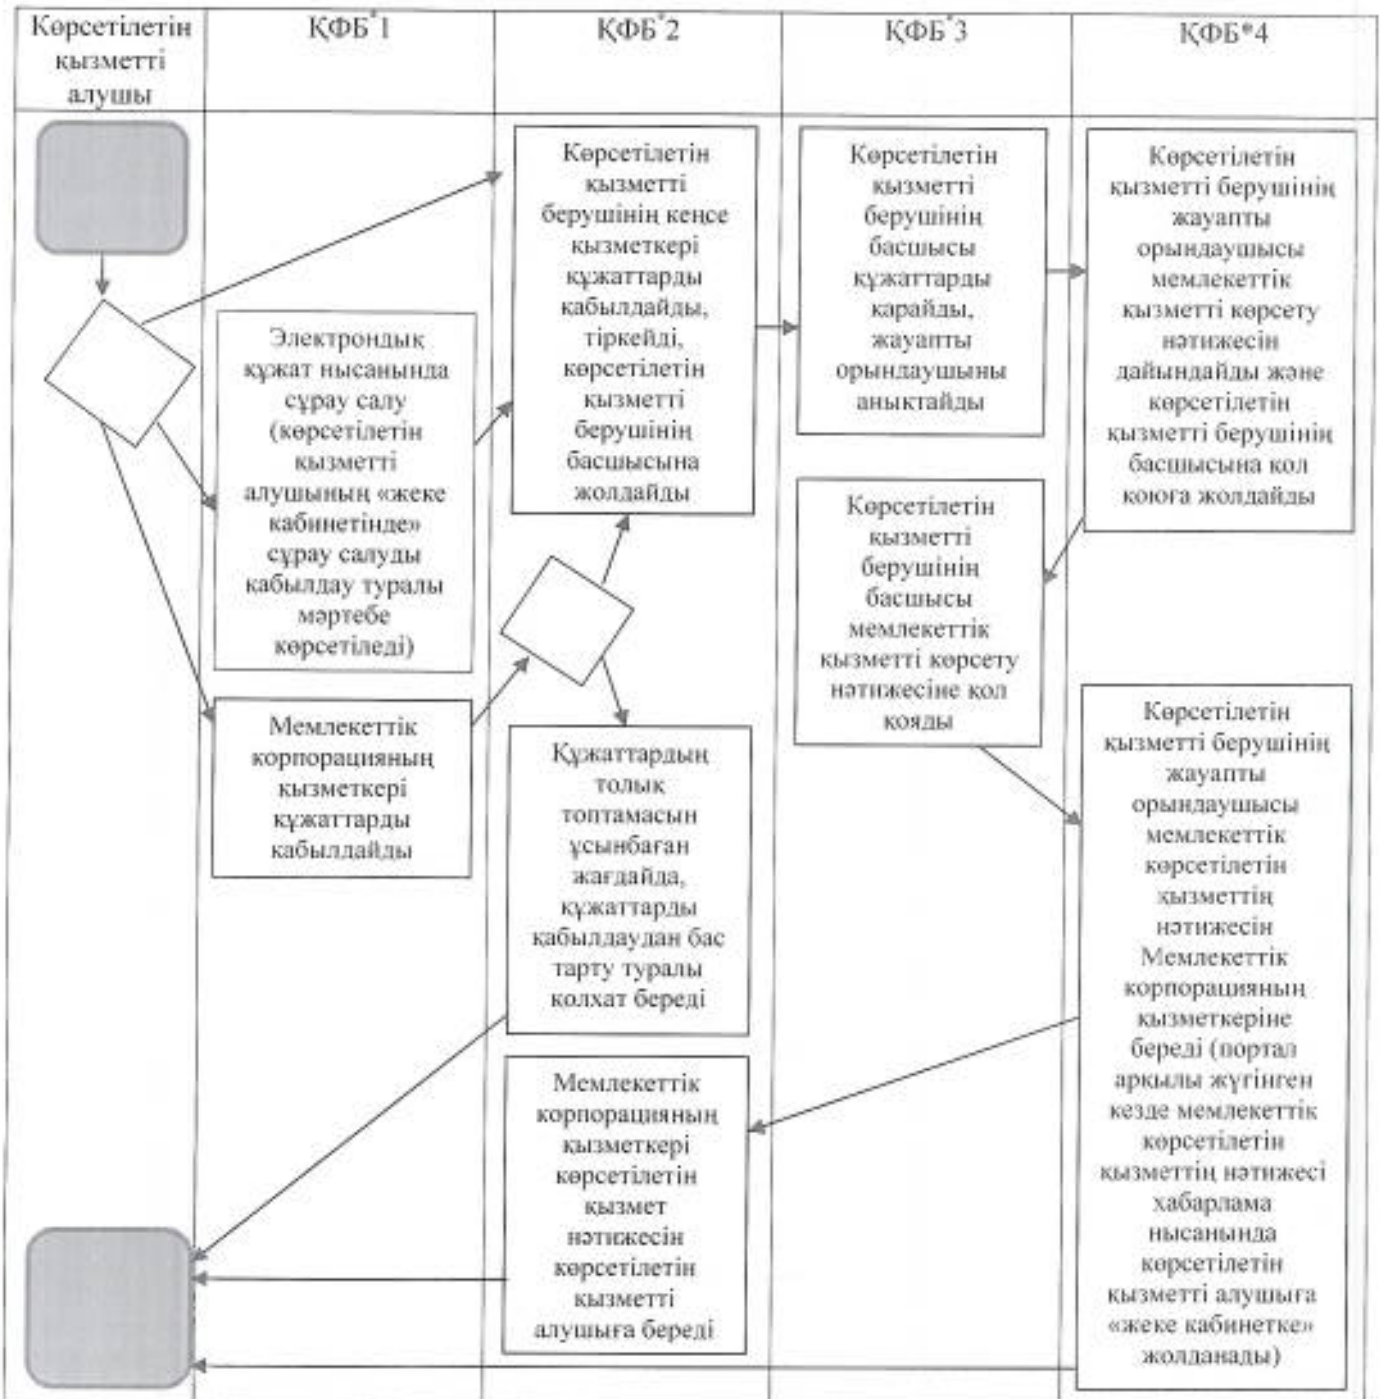 Көрсетілетін
қызметті
алушы
ҚФБ*1
ҚФБ*2
ҚФБ*3
ҚФБ*4
Электрондық
құжат нысанында
сұрау салу
(көрсетілетін
қызметті
алушының «жеке
кабинетінде»
сұрау салуды
қабылдау туралы
мәртебе
көрсетіледі)
Мемлекеттік
корпорацияның
қызметкері
құжаттарды
қабылдайды
Көрсетілетін
қызметті
берушінің кеңсе
қызметкері
құжаттарды
қабылдайды,
тіркейді,
көрсетілетін
қызметті
берушінің
басшысына
жолдайды
Құжаттардың
толық
топтамасын
ұсынбаған
жағдайда,
құжаттарды
қабылдаудан бас
тарту туралы
қолхат береді
Мемлекеттік
корпорацияның
қызметкері
көрсетілетін
қызмет
нәтижесін
көрсетілетін
қызметті
алушыға береді
Көрсетілетін
қызметті
берушінің
басшысы
құжаттарды
қарайды,
жауапты
орындаушыны
анықтайды
Көрсетілетін
қызметті
берушінің
басшысы
мемлекеттік
қызметті көрсету
нәтижесіне қол
қояды
Көрсетілетін
қызметті берушінің
жауапты
орындаушысы
мемлекеттік
қызметті көрсету
нәтижесін
дайындайды және
көрсетілетін
қызметті берушінің
басшысына қол
қоюға жолдайды
Көрсетілетін
қызметті берушінің
жауапты
орындаушысы
мемлекеттік
көрсетілетін
қызметтің
нәтижесін
Мемлекеттік
корпорацияның
қызметкеріне
береді (портал
арқылы жүгінген
кезде мемлекеттік
көрсетілетін
қызметтің нәтижесі
хабарлама
нысанында
көрсетілетін
қызметті алушыға
«жеке кабинетке»
жолданады)